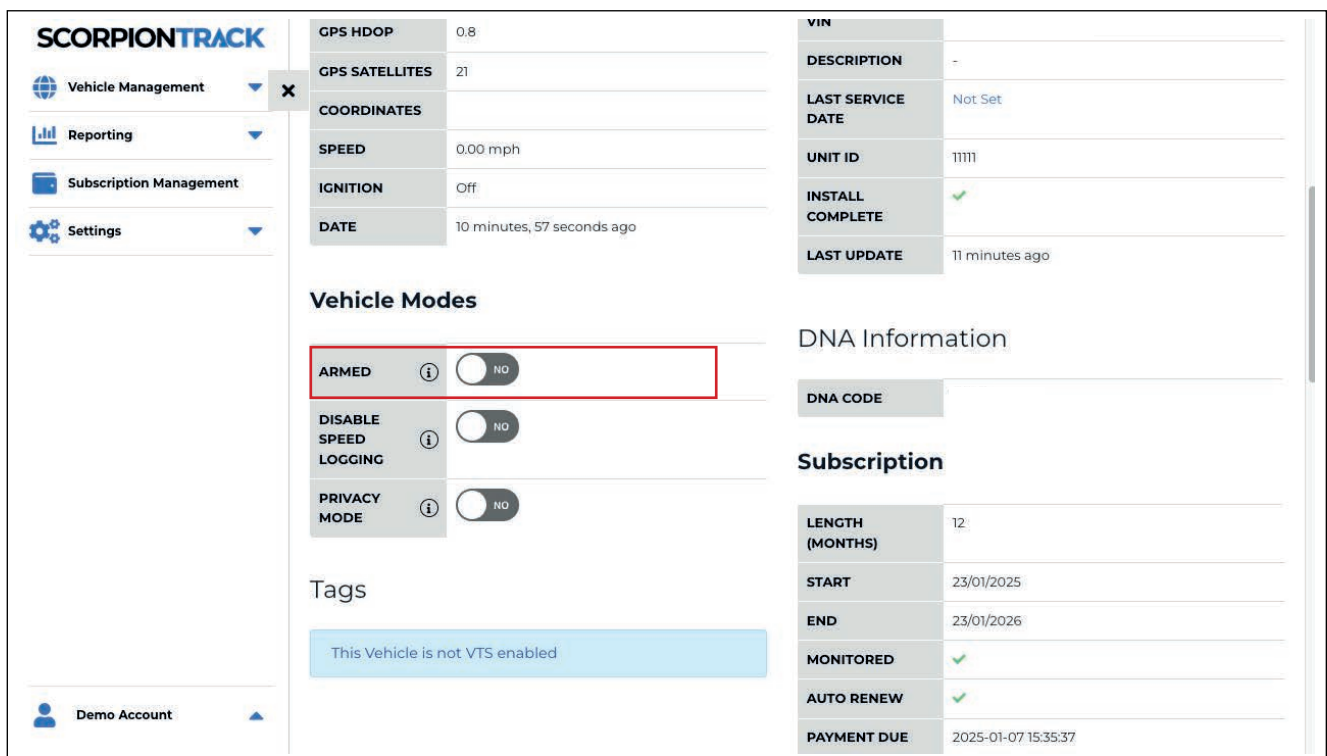 SCORPIONTRACK
Vehicle Management
Reporting
Subscription Management
Settings
Demo Account
GPS HDOP 0.8
GPS SATELLITES 21
COORDINATES
SPEED 0.00 mph
IGNITION Off
DATE 10 minutes, 57 seconds ago
Vehicle Modes
ARMED NO
DISABLE
SPEED NO
LOGGING
PRIVACY
MODE NO
Tags
This Vehicle is not VTS enabled
VIN
DESCRIPTION -
LAST SERVICE Not Set
DATE
UNIT ID 11111
INSTALL
COMPLETE
LAST UPDATE 11 minutes ago
DNA Information
DNA CODE
Subscription
LENGTH 12
(MONTHS)
START 23/01/2025
END 23/01/2026
MONITORED
AUTO RENEW
PAYMENT DUE 2025-01-07 15:35:37